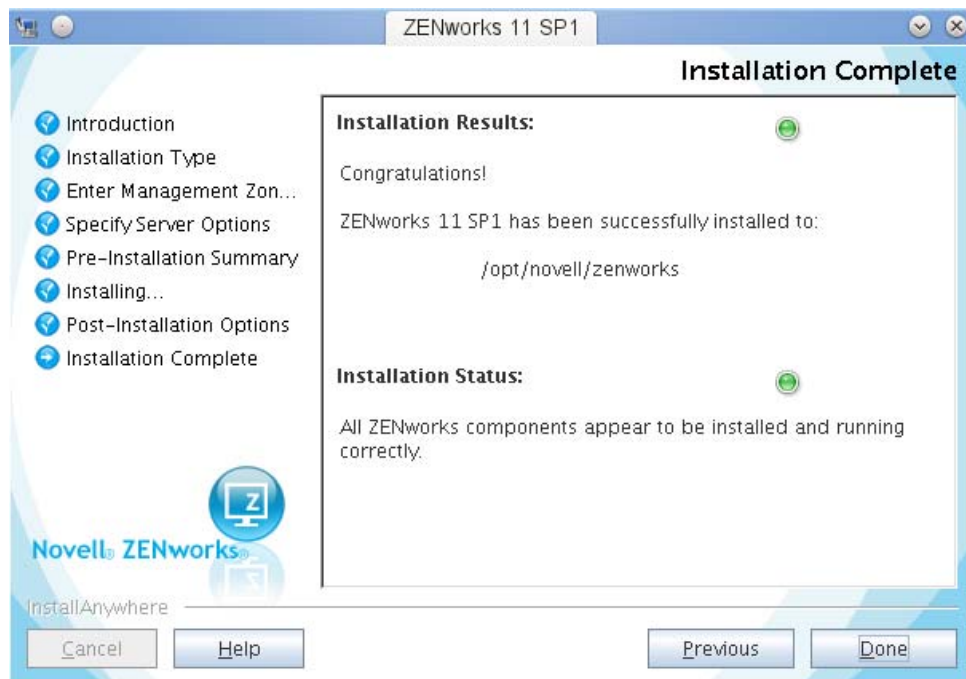 ZENworks 11 SP1
Installation Complete
Introduction
Installation Type
Enter Management Zon...
Specify Server Options
Pre-Installation Summary
Installing...
Post-Installation Options
Installation Complete
Installation Results:
Congratulations!
ZENworks 11 SP1 has been successfully installed to:
/opt/novell/zenworks
Installation Status:
All ZENworks components appear to be installed and running
correctly.
Z
Novell® ZENworks®
InstallAnywhere
Cancel
Help
Previous
Done